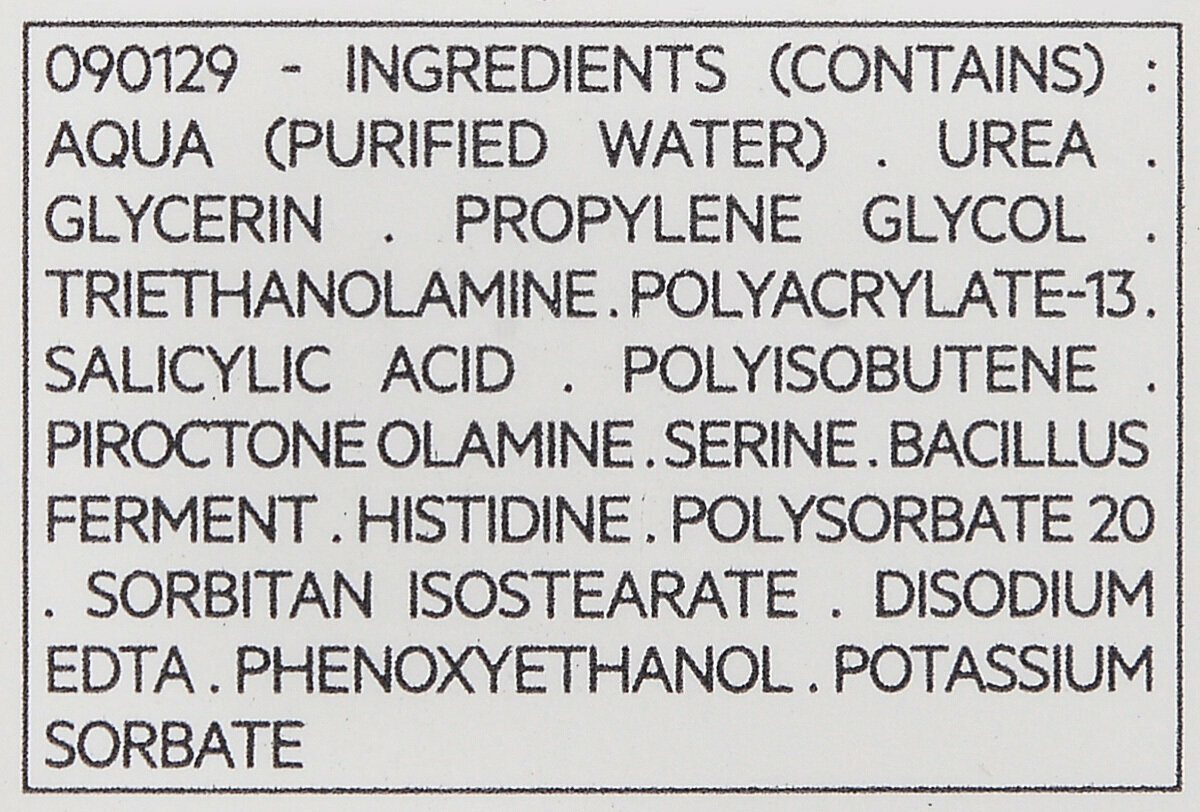 090129 - INGREDIENTS (CONTAINS) :
AQUA (PURIFIED WATER) . UREA .
GLYCERIN . PROPYLENE GLYCOL .
TRIETHANOLAMINE . POLYACRYLATE-13 .
SALICYLIC ACID . POLYISOBUTENE .
PIROCTONE OLAMINE . SERINE . BACILLUS
FERMENT . HISTIDINE . POLYSORBATE 20
. SORBITAN ISOSTEARATE . DISODIUM
EDTA . PHENOXYETHANOL . POTASSIUM
SORBATE